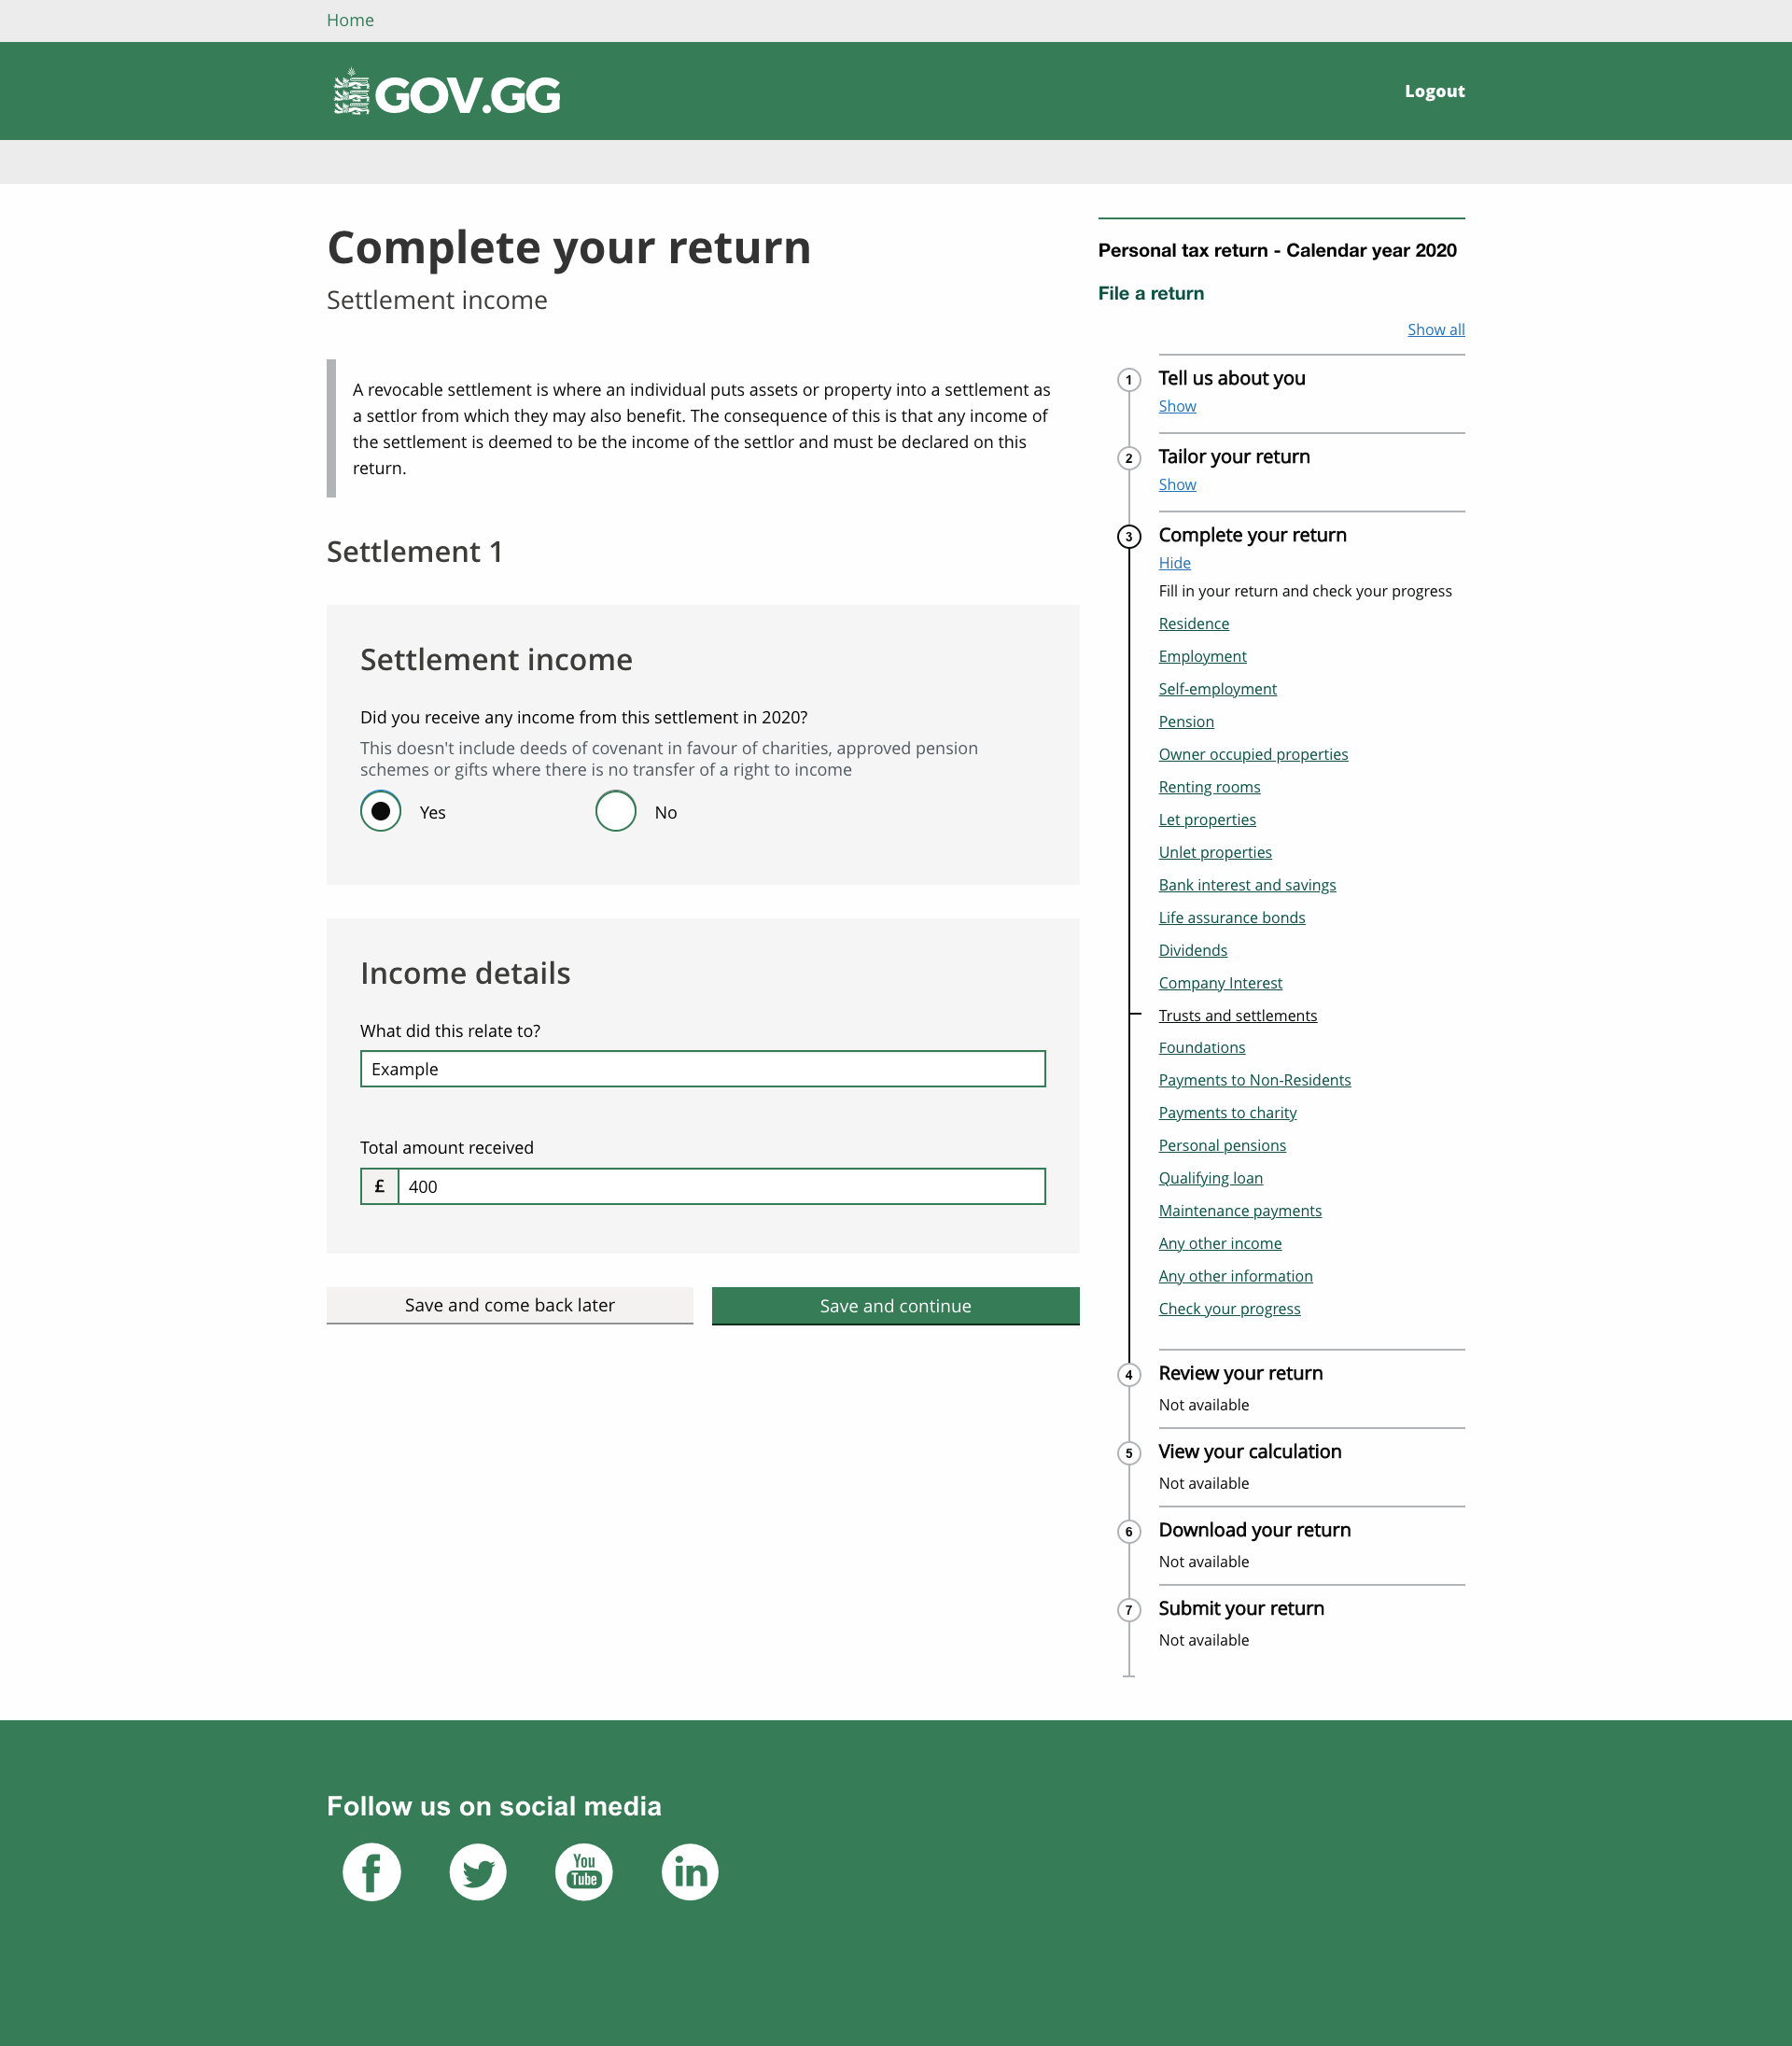 Home
GOV.GG
Logout
Complete your return
Settlement income
A revocable settlement is where an individual puts assets or property into a settlement as
a settlor from which they may also benefit. The consequence of this is that any income of
the settlement is deemed to be the income of the settlor and must be declared on this
return.
Settlement 1
Settlement income
Did you receive any income from this settlement in 2020?
This doesn't include deeds of covenant in favour of charities, approved pension
schemes or gifts where there is no transfer of a right to income
Yes
No
Income details
What did this relate to?
Example
Total amount received
£ 400
Save and come back later
Save and continue
Personal tax return - Calendar year 2020
File a return
Show all
1 Tell us about you
Show
2 Tailor your return
Show
3 Complete your return
Hide
Fill in your return and check your progress
Residence
Employment
Self-employment
Pension
Owner occupied properties
Renting rooms
Let properties
Unlet properties
Bank interest and savings
Life assurance bonds
Dividends
Company Interest
Trusts and settlements
Foundations
Payments to Non-Residents
Payments to charity
Personal pensions
Qualifying loan
Maintenance payments
Any other income
Any other information
Check your progress
4 Review your return
Not available
5 View your calculation
Not available
6 Download your return
Not available
7 Submit your return
Not available
Follow us on social media
f
You
Tube
in